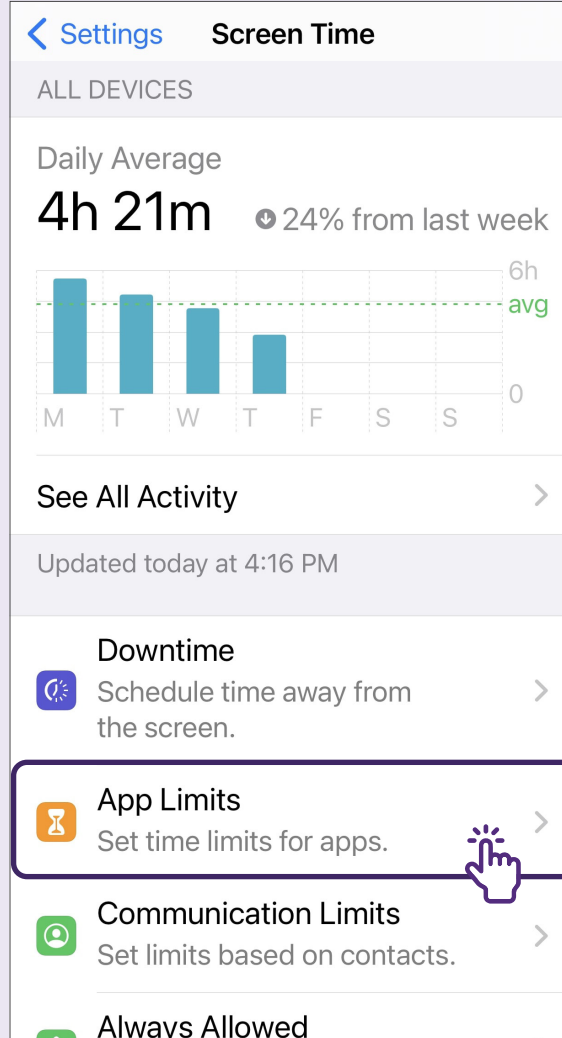 Settings
Screen Time
ALL DEVICES
Daily Average
4h 21m
24% from last week
6h
avg
0
M T W T F S S
See All Activity
Updated today at 4:16 PM
Downtime
Schedule time away from
the screen.
App Limits
Set time limits for apps.
Communication Limits
Set limits based on contacts.
Always Allowed